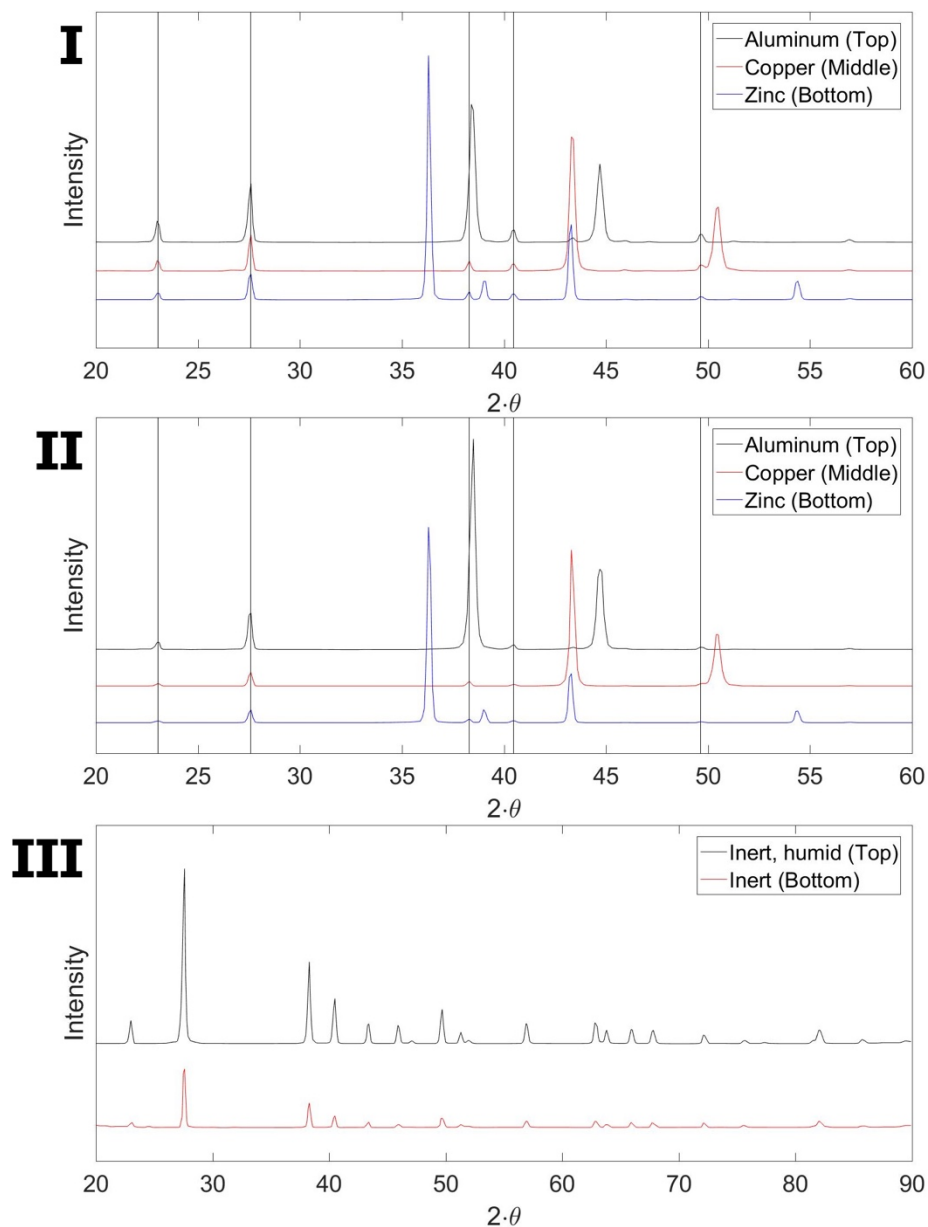 I
Intensity
Aluminum (Top)
Copper (Middle)
Zinc (Bottom)
20 25 30 35 40 45 50 55 60
2·θ
II
Intensity
Aluminum (Top)
Copper (Middle)
Zinc (Bottom)
20 25 30 35 40 45 50 55 60
2·θ
III
Intensity
Inert, humid (Top)
Inert (Bottom)
20 30 40 50 60 70 80 90
2·θ